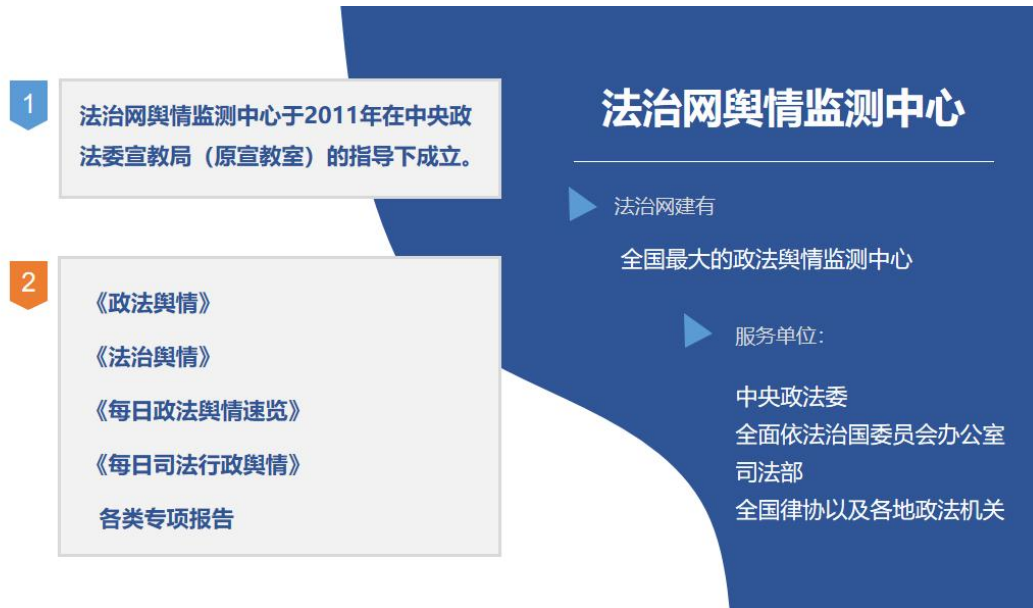 1
法治网舆情监测中心于2011年在中央政
法委宣教局（原宣教室）的指导下成立。
2
《政法舆情》
《法治舆情》
《每日政法舆情速览》
《每日司法行政舆情》
各类专项报告
法治网舆情监测中心
法治网建有
全国最大的政法舆情监测中心
服务单位：
中央政法委
全面依法治国委员会办公室
司法部
全国律协以及各地政法机关